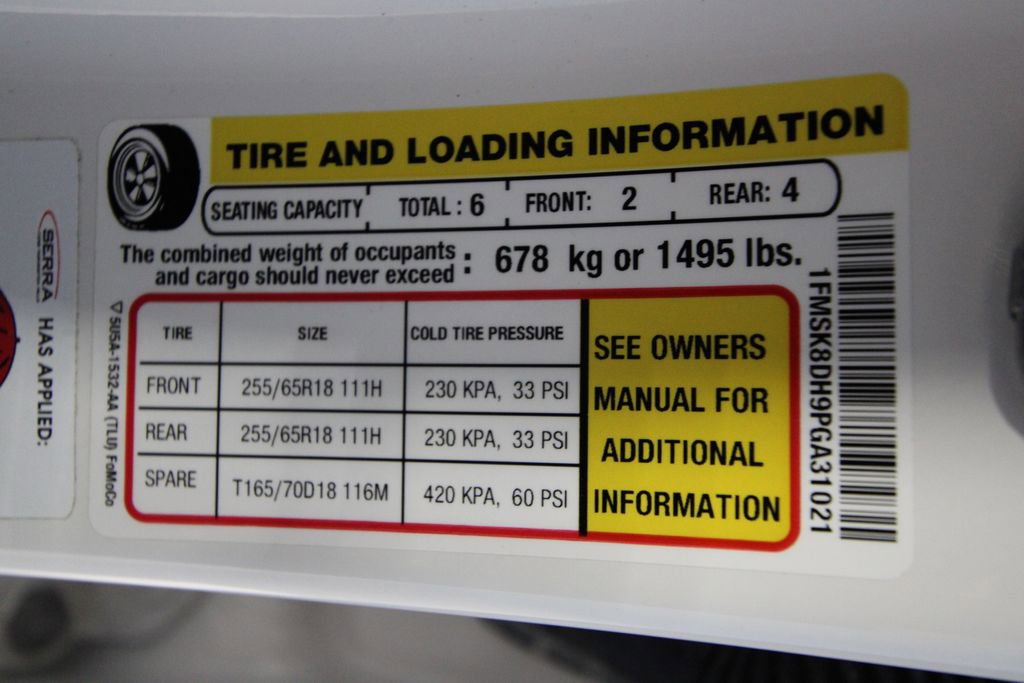 TIRE AND LOADING INFORMATION
SEATING CAPACITY TOTAL : 6 FRONT: 2 REAR: 4
The combined weight of occupants
and cargo should never exceed : 678 kg or 1495 lbs.
TIRE SIZE COLD TIRE PRESSURE
FRONT 255/65R18 111H 230 KPA, 33 PSI
REAR 255/65R18 111H 230 KPA, 33 PSI
SPARE T165/70D18 116M 420 KPA, 60 PSI
SEE OWNERS
MANUAL FOR
ADDITIONAL
INFORMATION
1FMSK8DH9PGA31021
5U5A-1532-AA (TLU) FoMoCo
SERRA HAS APPLIED: